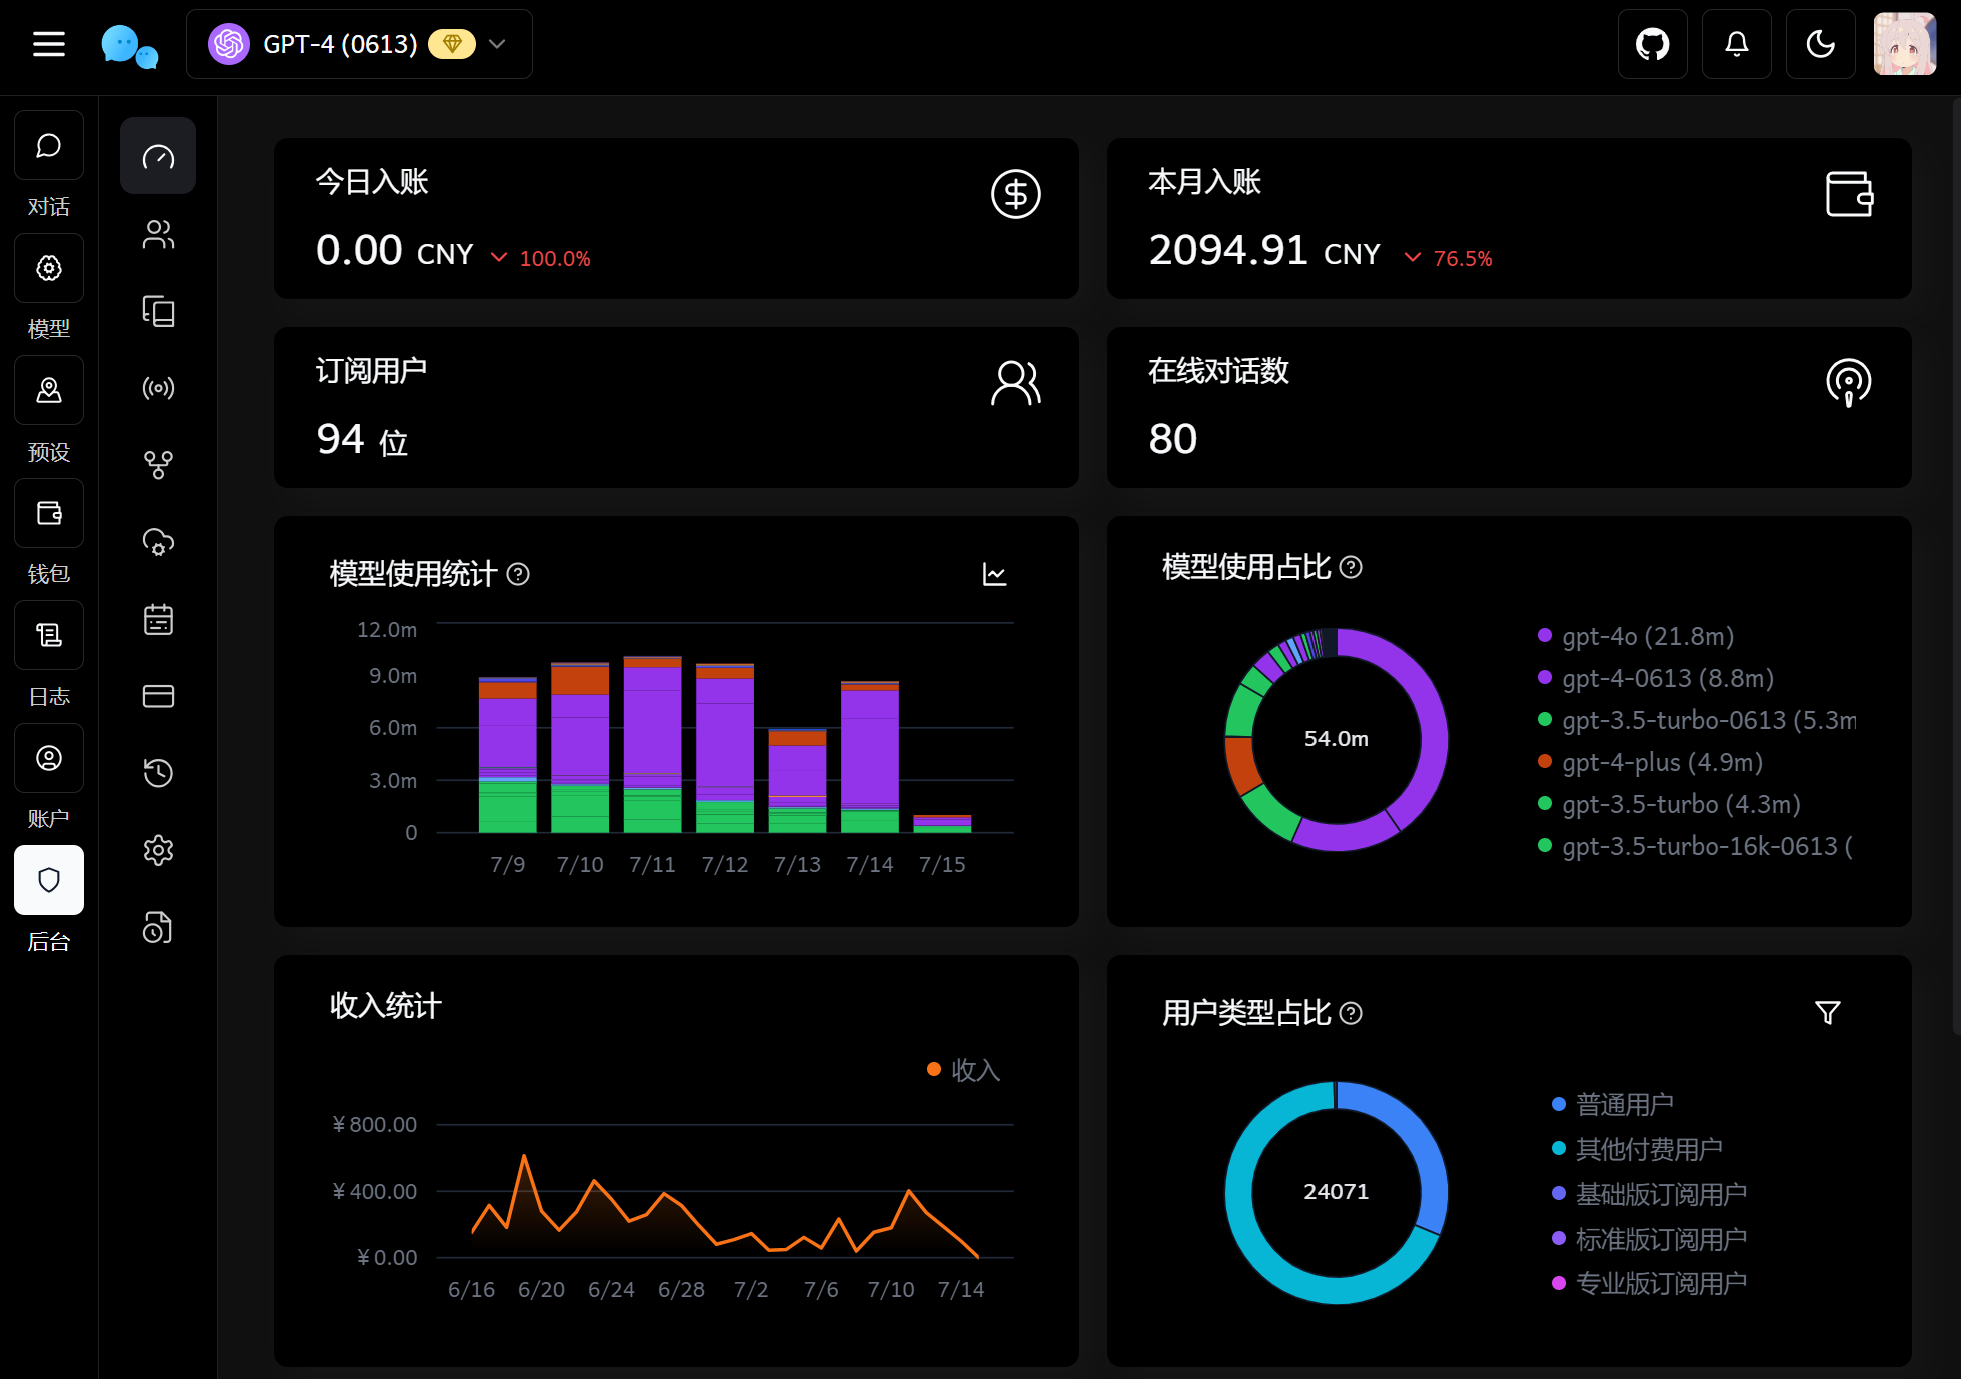 GPT-4 (0613)
对话
模型
预设
钱包
日志
账户
后台
今日入账
0.00 CNY 100.0%
本月入账
2094.91 CNY 76.5%
订阅用户
94 位
在线对话数
80
模型使用统计
12.0m
9.0m
6.0m
3.0m
0
7/9 7/10 7/11 7/12 7/13 7/14 7/15
模型使用占比
54.0m
gpt-4o (21.8m)
gpt-4-0613 (8.8m)
gpt-3.5-turbo-0613 (5.3m
gpt-4-plus (4.9m)
gpt-3.5-turbo (4.3m)
gpt-3.5-turbo-16k-0613 (
收入统计
收入
¥800.00
¥400.00
¥0.00
6/16 6/20 6/24 6/28 7/2 7/6 7/10 7/14
用户类型占比
24071
普通用户
其他付费用户
基础版订阅用户
标准版订阅用户
专业版订阅用户